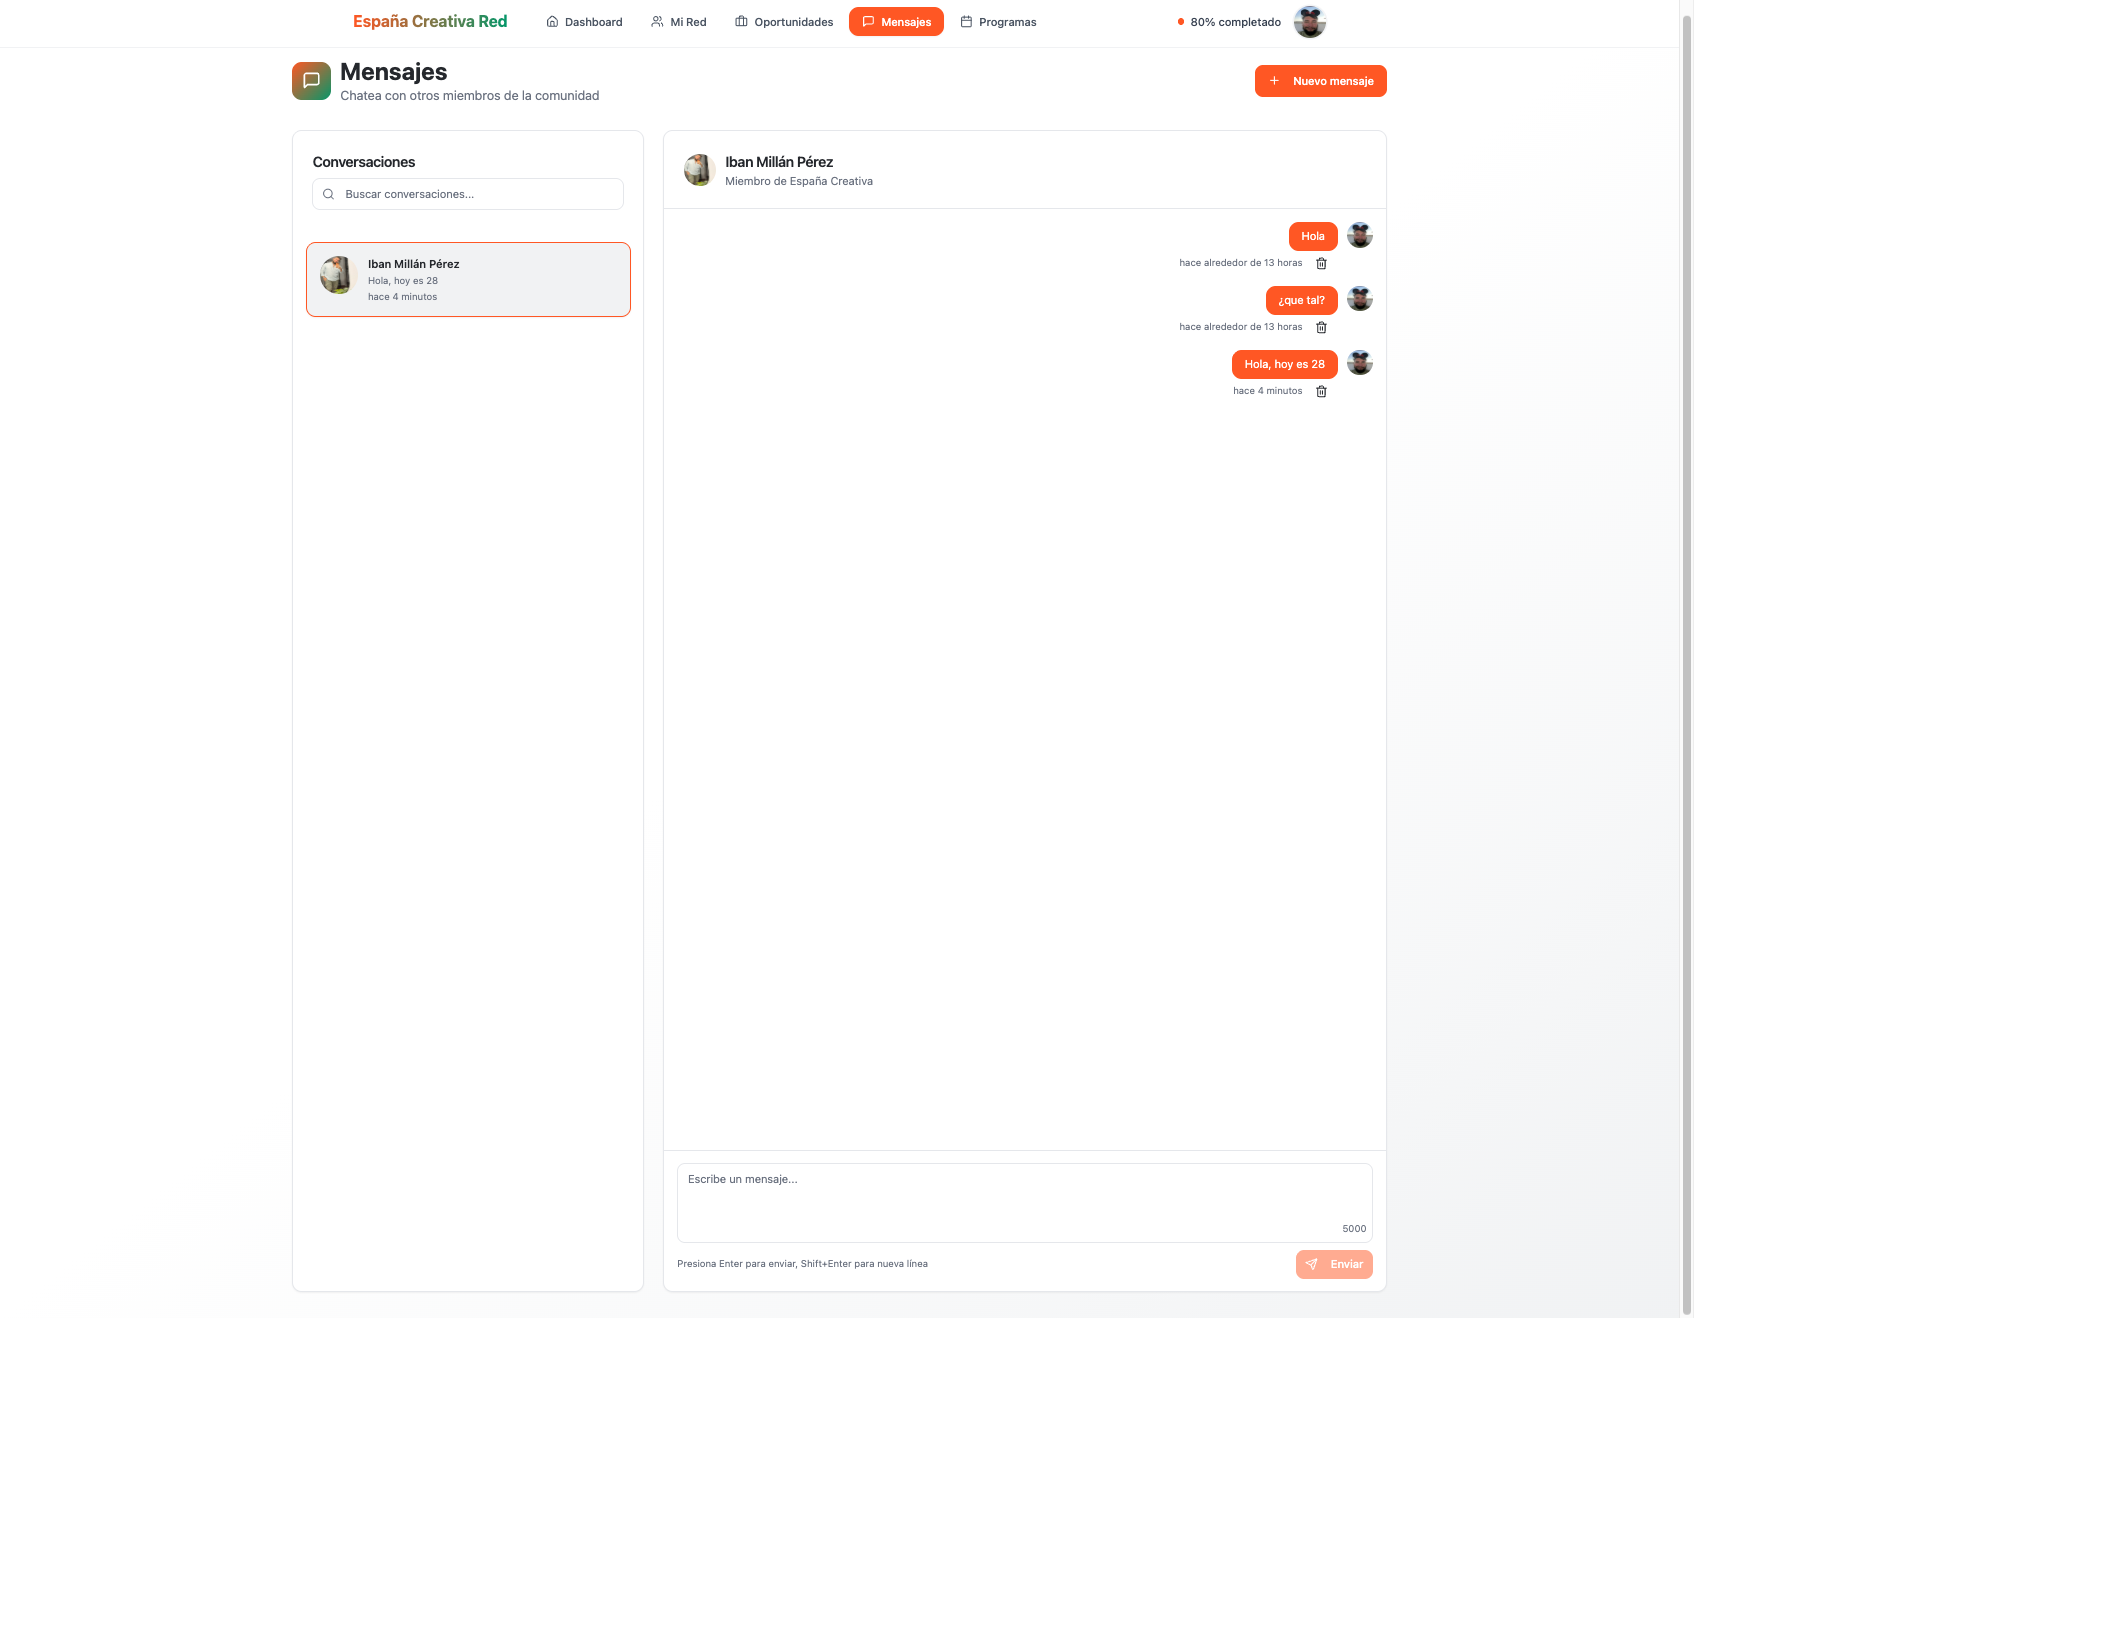 España Creativa Red
Dashboard
Mi Red
Oportunidades
Mensajes
Programas
80% completado
Mensajes
Chatea con otros miembros de la comunidad
Nuevo mensaje
Conversaciones
Buscar conversaciones...
Iban Millán Pérez
Hola, hoy es 28
hace 4 minutos
Iban Millán Pérez
Miembro de España Creativa
Hola
hace alrededor de 13 horas
¿que tal?
hace alrededor de 13 horas
Hola, hoy es 28
hace 4 minutos
Escribe un mensaje...
5000
Presiona Enter para enviar, Shift+Enter para nueva línea
Enviar